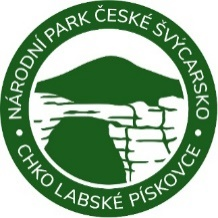 NÁRODNÍ PARK ČESKÉ ŠVÝCARSKO
CHKO LABSKÉ PÍSKOVCE